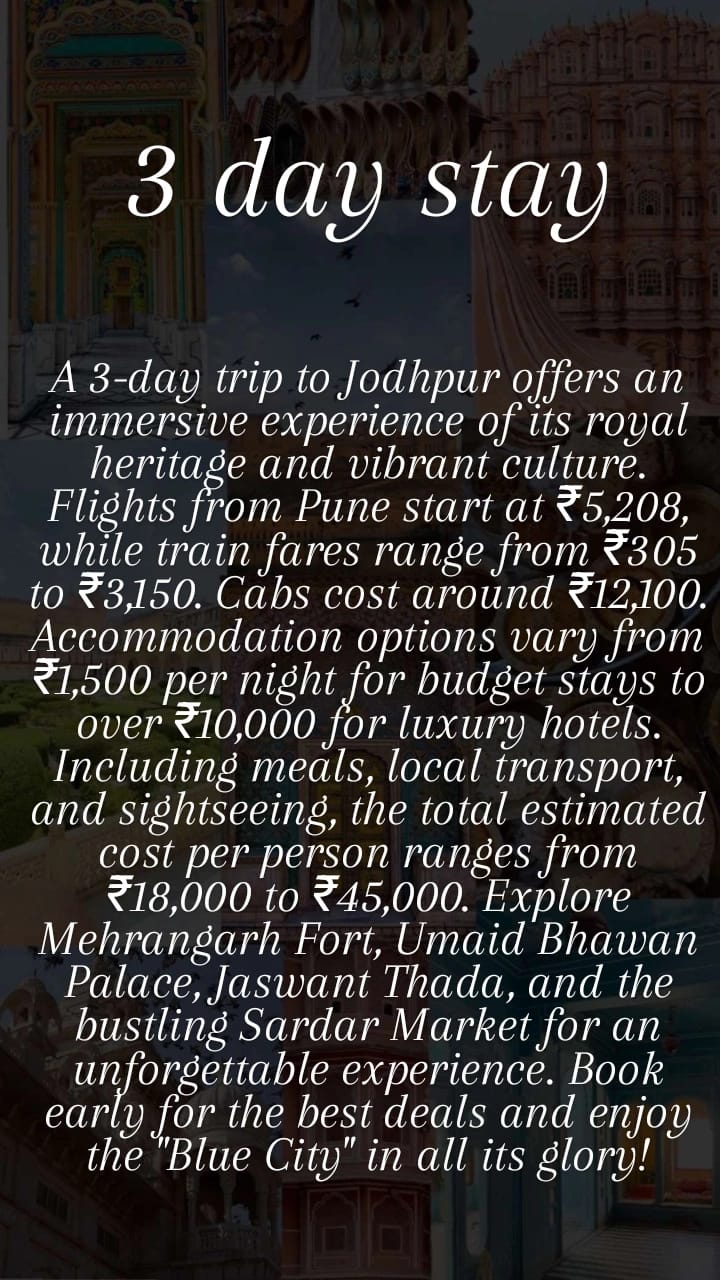 3 day stay
A 3-day trip to Jodhpur offers an
immersive experience of its royal
heritage and vibrant culture.
Flights from Pune start at ₹5,208,
while train fares range from ₹305
to ₹3,150. Cabs cost around ₹12,100.
Accommodation options vary from
₹1,500 per night for budget stays to
over ₹10,000 for luxury hotels.
Including meals, local transport,
and sightseeing, the total estimated
cost per person ranges from
₹18,000 to ₹45,000. Explore
Mehrangarh Fort, Umaid Bhawan
Palace, Jaswant Thada, and the
bustling Sardar Market for an
unforgettable experience. Book
early for the best deals and enjoy
the "Blue City" in all its glory!